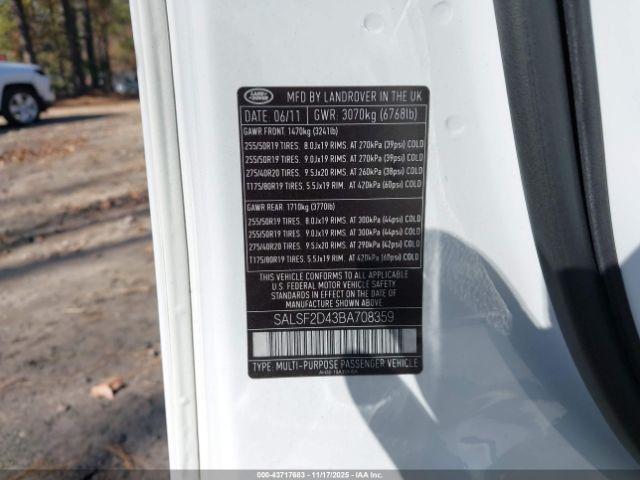 LAND ROVER
MFD BY LANDROVER IN THE UK
DATE: 06/11 GWR: 3070kg (6768lb)
GAWR FRONT: 1470kg (3241lb)
255/50R19 TIRES. 8.0Jx19 RIMS. AT 270kPa (39psi) COLD
255/50R19 TIRES. 9.0Jx19 RIMS. AT 270kPa (39psi) COLD
275/40R20 TIRES. 9.5Jx20 RIMS. AT 260kPa (38psi) COLD
T175/80R19 TIRES. 5.5Jx19 RIM. AT 420kPa (60psi) COLD
GAWR REAR: 1710kg (3770lb)
255/50R19 TIRES. 8.0Jx19 RIMS. AT 300kPa (44psi) COLD
255/50R19 TIRES. 9.0Jx19 RIMS. AT 300kPa (44psi) COLD
275/40R20 TIRES. 9.5Jx20 RIMS. AT 290kPa (42psi) COLD
T175/80R19 TIRES. 5.5Jx19 RIM. AT 420kPa (60psi) COLD
THIS VEHICLE CONFORMS TO ALL APPLICABLE
U.S. FEDERAL MOTOR VEHICLE SAFETY
STANDARDS IN EFFECT ON THE DATE OF
MANUFACTURE SHOWN ABOVE
SALSF2D43BA708359
TYPE: MULTI-PURPOSE PASSENGER VEHICLE
000-43717683 - 11/17/2025 - IAA Inc.